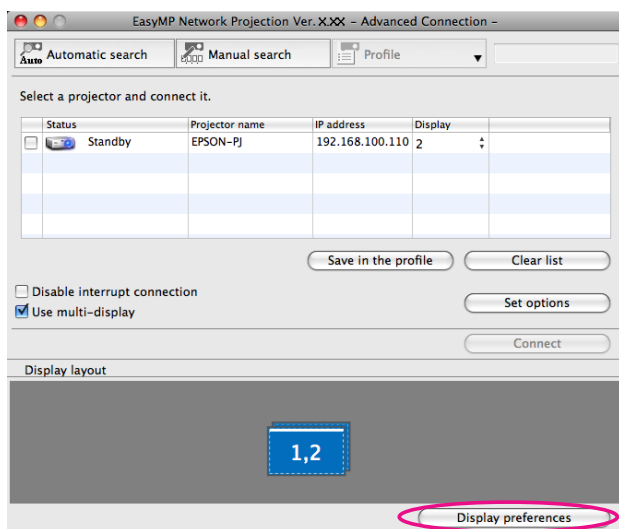 EasyMP Network Projection Ver. X.XX – Advanced Connection –
Auto Automatic search Manual search Profile
Select a projector and connect it.
Status Projector name IP address Display
Standby EPSON-PJ 192.168.100.110 2
Save in the profile Clear list
Disable interrupt connection
Use multi-display Set options
Connect
Display layout
1,2
Display preferences